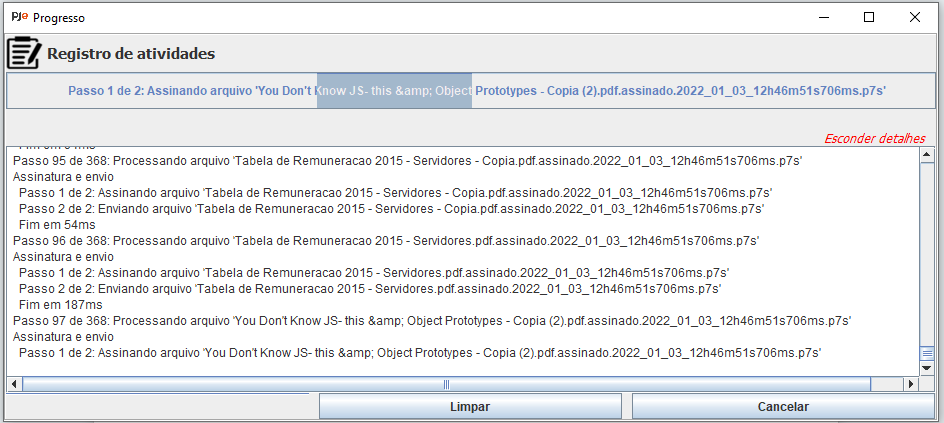 PJe Progresso
Registro de atividades
Passo 1 de 2: Assinando arquivo 'You Don't Know JS- this &amp; Object Prototypes - Copia (2).pdf.assinado.2022_01_03_12h46m51s706ms.p7s'
Esconder detalhes
Passo 95 de 368: Processando arquivo 'Tabela de Remuneracao 2015 - Servidores - Copia.pdf.assinado.2022_01_03_12h46m51s706ms.p7s'
Assinatura e envio
Passo 1 de 2: Assinando arquivo 'Tabela de Remuneracao 2015 - Servidores - Copia.pdf.assinado.2022_01_03_12h46m51s706ms.p7s'
Passo 2 de 2: Enviando arquivo 'Tabela de Remuneracao 2015 - Servidores - Copia.pdf.assinado.2022_01_03_12h46m51s706ms.p7s'
Fim em 54ms
Passo 96 de 368: Processando arquivo 'Tabela de Remuneracao 2015 - Servidores.pdf.assinado.2022_01_03_12h46m51s706ms.p7s'
Assinatura e envio
Passo 1 de 2: Assinando arquivo 'Tabela de Remuneracao 2015 - Servidores.pdf.assinado.2022_01_03_12h46m51s706ms.p7s'
Passo 2 de 2: Enviando arquivo 'Tabela de Remuneracao 2015 - Servidores.pdf.assinado.2022_01_03_12h46m51s706ms.p7s'
Fim em 187ms
Passo 97 de 368: Processando arquivo 'You Don't Know JS- this &amp; Object Prototypes - Copia (2).pdf.assinado.2022_01_03_12h46m51s706ms.p7s'
Assinatura e envio
Passo 1 de 2: Assinando arquivo 'You Don't Know JS- this &amp; Object Prototypes - Copia (2).pdf.assinado.2022_01_03_12h46m51s706ms.p7s'
Limpar
Cancelar